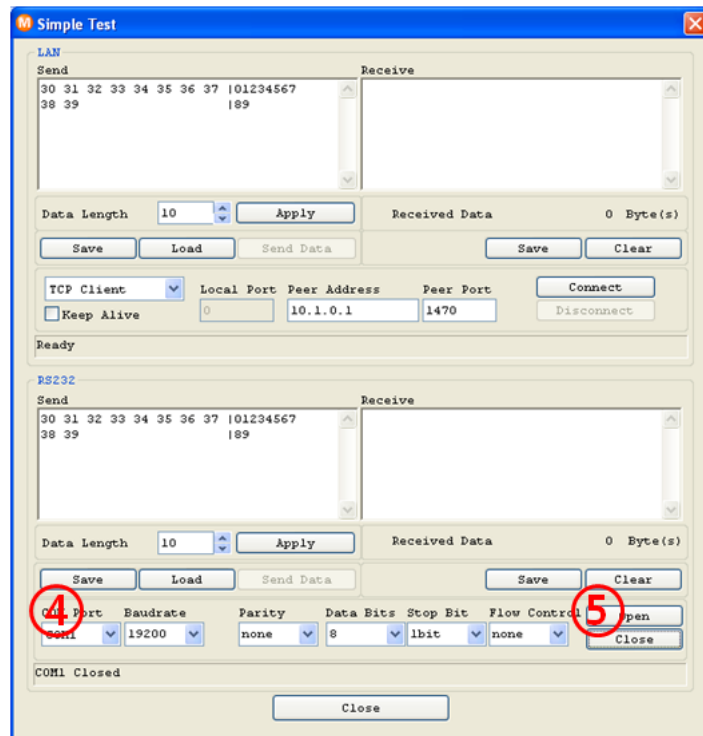 Simple Test
LAN
Send Receive
30 31 32 33 34 35 36 37 |01234567
38 39 |89
Data Length 10 Apply Received Data 0 Byte(s)
Save Load Send Data Save Clear
TCP Client Local Port Peer Address Peer Port Connect
Keep Alive 0 10.1.0.1 1470 Disconnect
Ready
RS232
Send Receive
30 31 32 33 34 35 36 37 |01234567
38 39 |89
Data Length 10 Apply Received Data 0 Byte(s)
Save Load Send Data Save Clear
④ COM Port Baudrate Parity Data Bits Stop Bit Flow Control ⑤ Open
COM1 19200 none 8 1bit none Close
COM1 Closed
Close